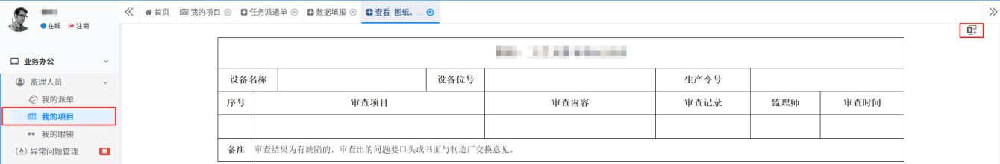 在线 注销
首页 我的项目 任务派遣单 数据填报 查看_图纸、...
业务办公
监理人员
我的派单
我的项目
我的眼镜
异常问题管理 新
设备名称 设备位号 生产令号
序号 审查项目 审查内容 审查记录 监理师 审查时间
备注 审查结果为有缺陷的，审查出的问题要口头或书面与制造厂交换意见。